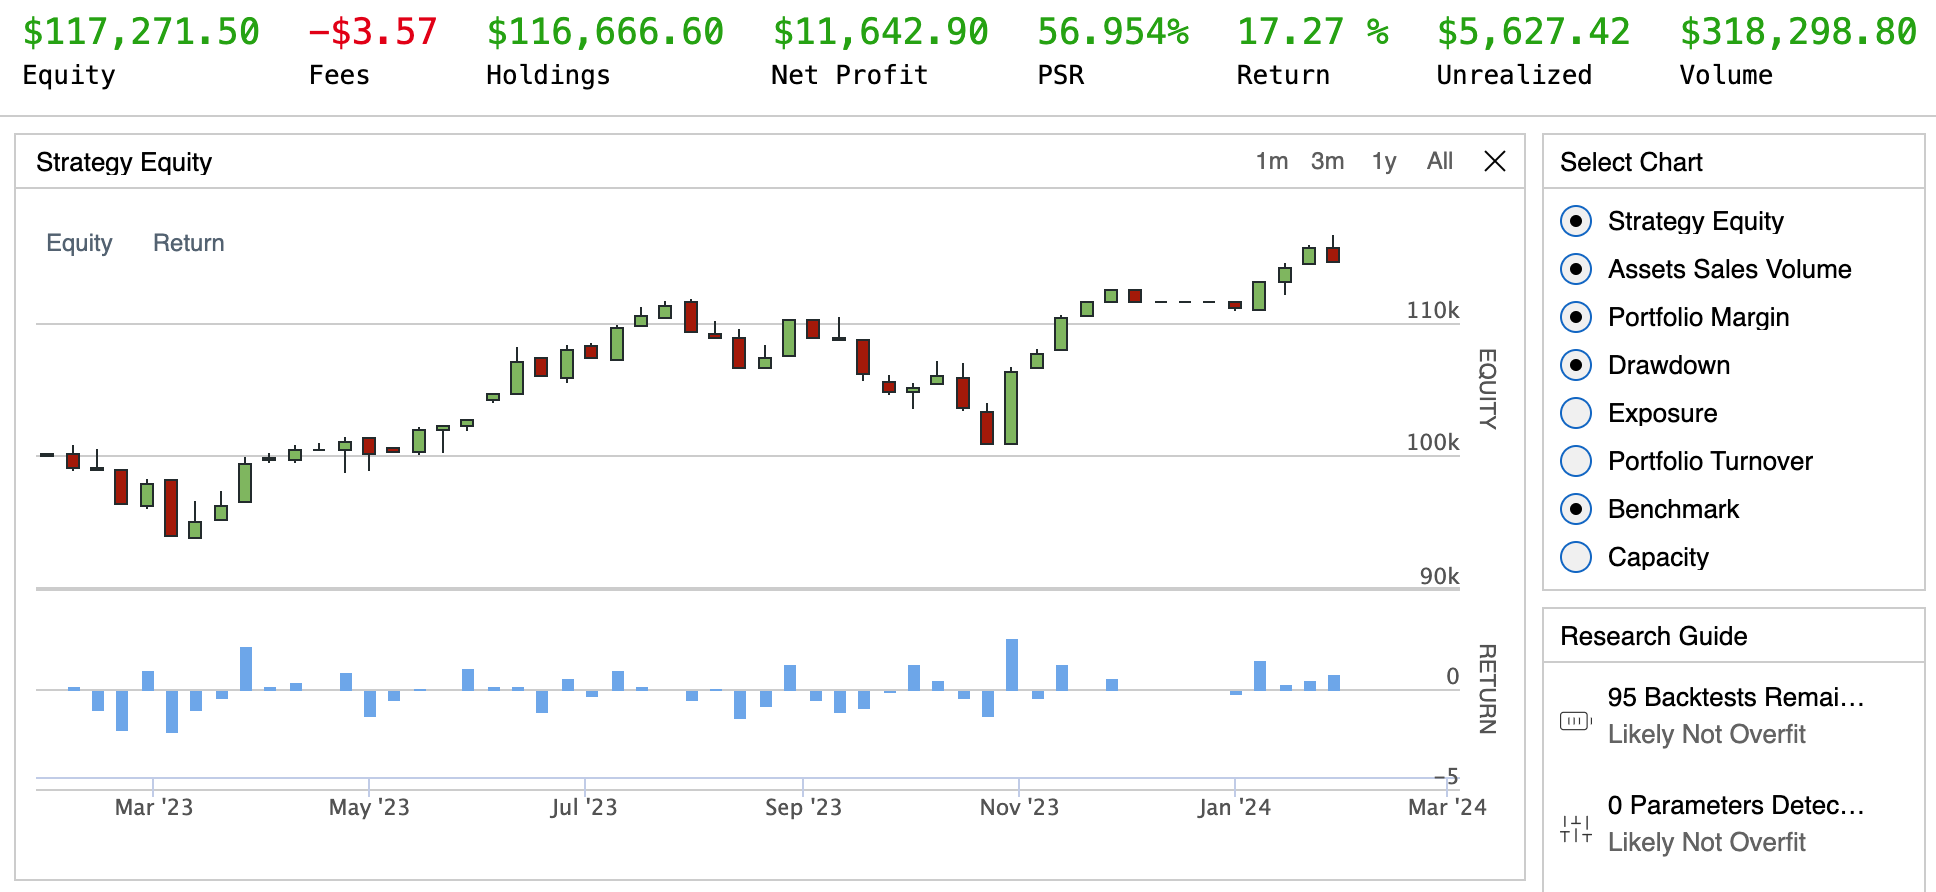 $117,271.50 -$3.57 $116,666.60 $11,642.90 56.954% 17.27 % $5,627.42 $318,298.80
Equity Fees Holdings Net Profit PSR Return Unrealized Volume
Strategy Equity 1m 3m 1y All
Equity Return
110k
100k
90k
EQUITY
0
-5
RETURN
Mar '23 May '23 Jul '23 Sep '23 Nov '23 Jan '24 Mar '24
Select Chart
Strategy Equity
Assets Sales Volume
Portfolio Margin
Drawdown
Exposure
Portfolio Turnover
Benchmark
Capacity
Research Guide
95 Backtests Remai…
Likely Not Overfit
0 Parameters Detec…
Likely Not Overfit